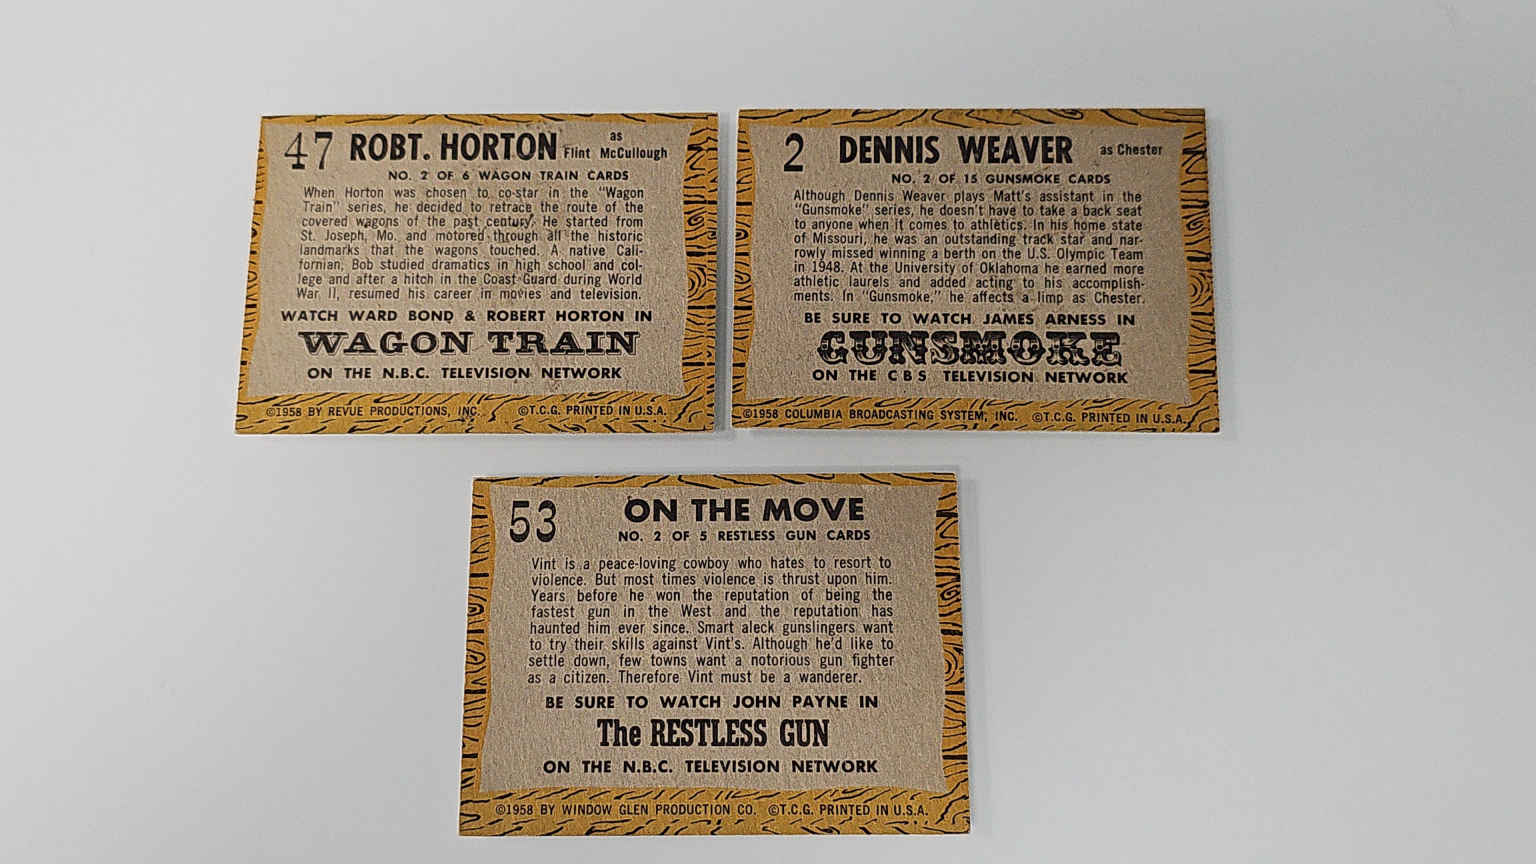 47 ROBT. HORTON as Flint McCullough
NO. 2 OF 6 WAGON TRAIN CARDS
When Horton was chosen to co-star in the "Wagon
Train" series, he decided to retrace the route of the
covered wagons of the past century. He started from
St. Joseph, Mo. and motored through all the historic
landmarks that the wagons touched. A native Cali-
fornian, Bob studied dramatics in high school and col-
lege and after a hitch in the Coast Guard during World
War II, resumed his career in movies and television.
WATCH WARD BOND & ROBERT HORTON IN
WAGON TRAIN
ON THE N.B.C. TELEVISION NETWORK
©1958 BY REVUE PRODUCTIONS, INC. ©T.C.G. PRINTED IN U.S.A.
2 DENNIS WEAVER as Chester
NO. 2 OF 15 GUNSMOKE CARDS
Although Dennis Weaver plays Matt's assistant in the
"Gunsmoke" series, he doesn't have to take a back seat
to anyone when it comes to athletics. In his home state
of Missouri, he was an outstanding track star and nar-
rowly missed winning a berth on the U.S. Olympic Team
in 1948. At the University of Oklahoma he earned more
athletic laurels and added acting to his accomplish-
ments. In "Gunsmoke," he affects a limp as Chester.
BE SURE TO WATCH JAMES ARNESS IN
GUNSMOKE
ON THE CBS TELEVISION NETWORK
©1958 COLUMBIA BROADCASTING SYSTEM, INC. ©T.C.G. PRINTED IN U.S.A.
53 ON THE MOVE
NO. 2 OF 5 RESTLESS GUN CARDS
Vint is a peace-loving cowboy who hates to resort to
violence. But most times violence is thrust upon him.
Years before he won the reputation of being the
fastest gun in the West and the reputation has
haunted him ever since. Smart aleck gunslingers want
to try their skills against Vint's. Although he'd like to
settle down, few towns want a notorious gun fighter
as a citizen. Therefore Vint must be a wanderer.
BE SURE TO WATCH JOHN PAYNE IN
The RESTLESS GUN
ON THE N.B.C. TELEVISION NETWORK
©1958 BY WINDOW GLEN PRODUCTION CO. ©T.C.G. PRINTED IN U.S.A.